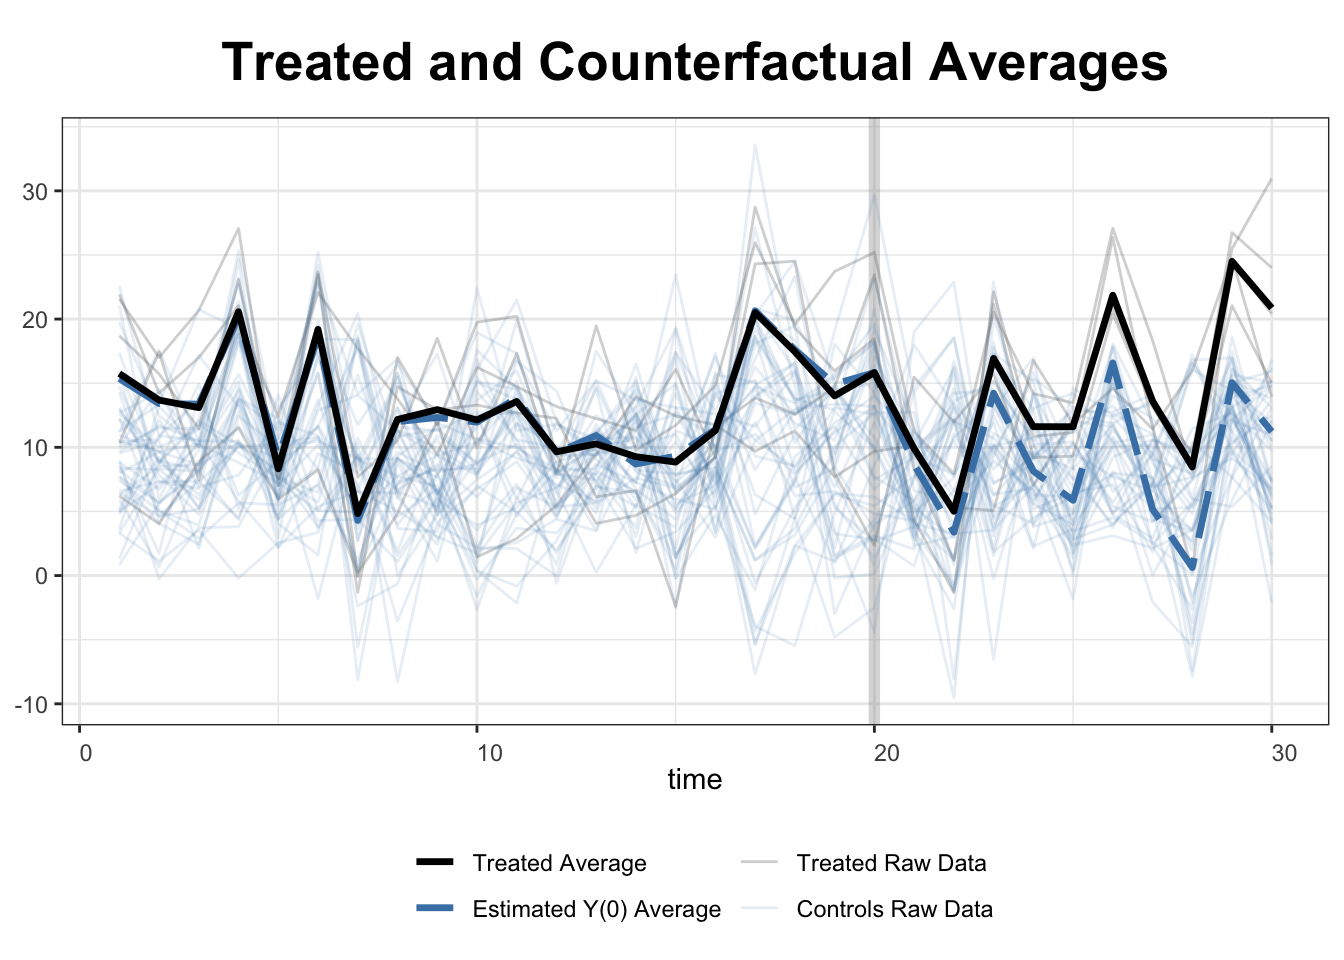 Treated and Counterfactual Averages
30
20
10
0
-10
0 10 20 30
time
Treated Average Treated Raw Data
Estimated Y(0) Average Controls Raw Data